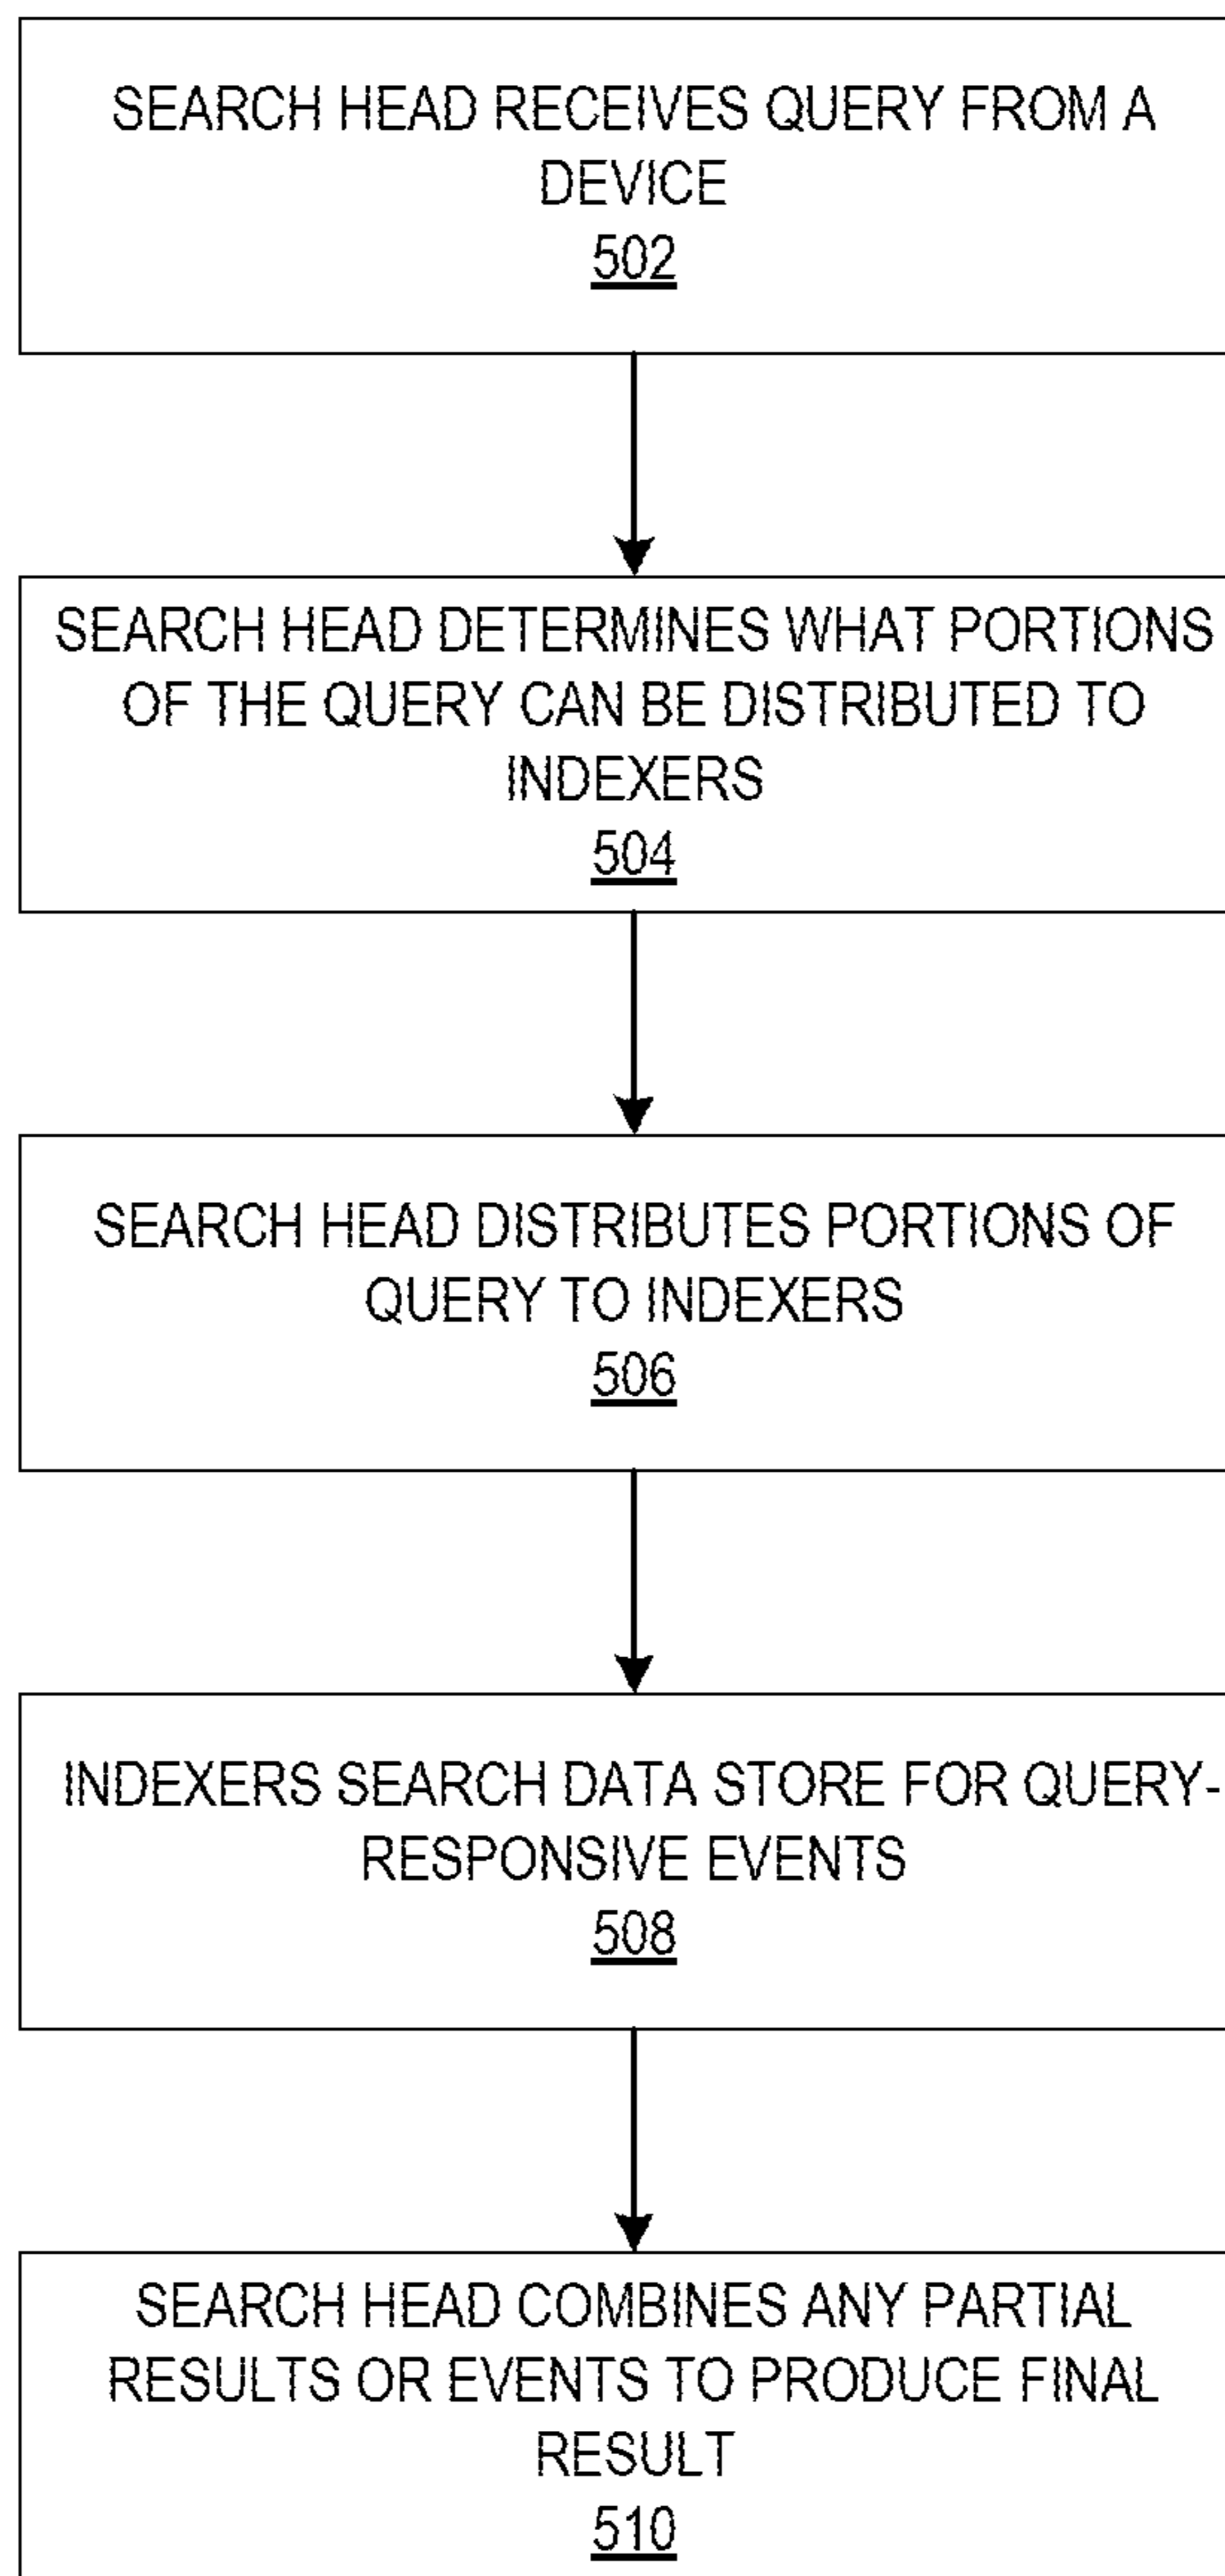 SEARCH HEAD RECEIVES QUERY FROM A
DEVICE
502
SEARCH HEAD DETERMINES WHAT PORTIONS
OF THE QUERY CAN BE DISTRIBUTED TO
INDEXERS
504
SEARCH HEAD DISTRIBUTES PORTIONS OF
QUERY TO INDEXERS
506
INDEXERS SEARCH DATA STORE FOR QUERY-
RESPONSIVE EVENTS
508
SEARCH HEAD COMBINES ANY PARTIAL
RESULTS OR EVENTS TO PRODUCE FINAL
RESULT
510